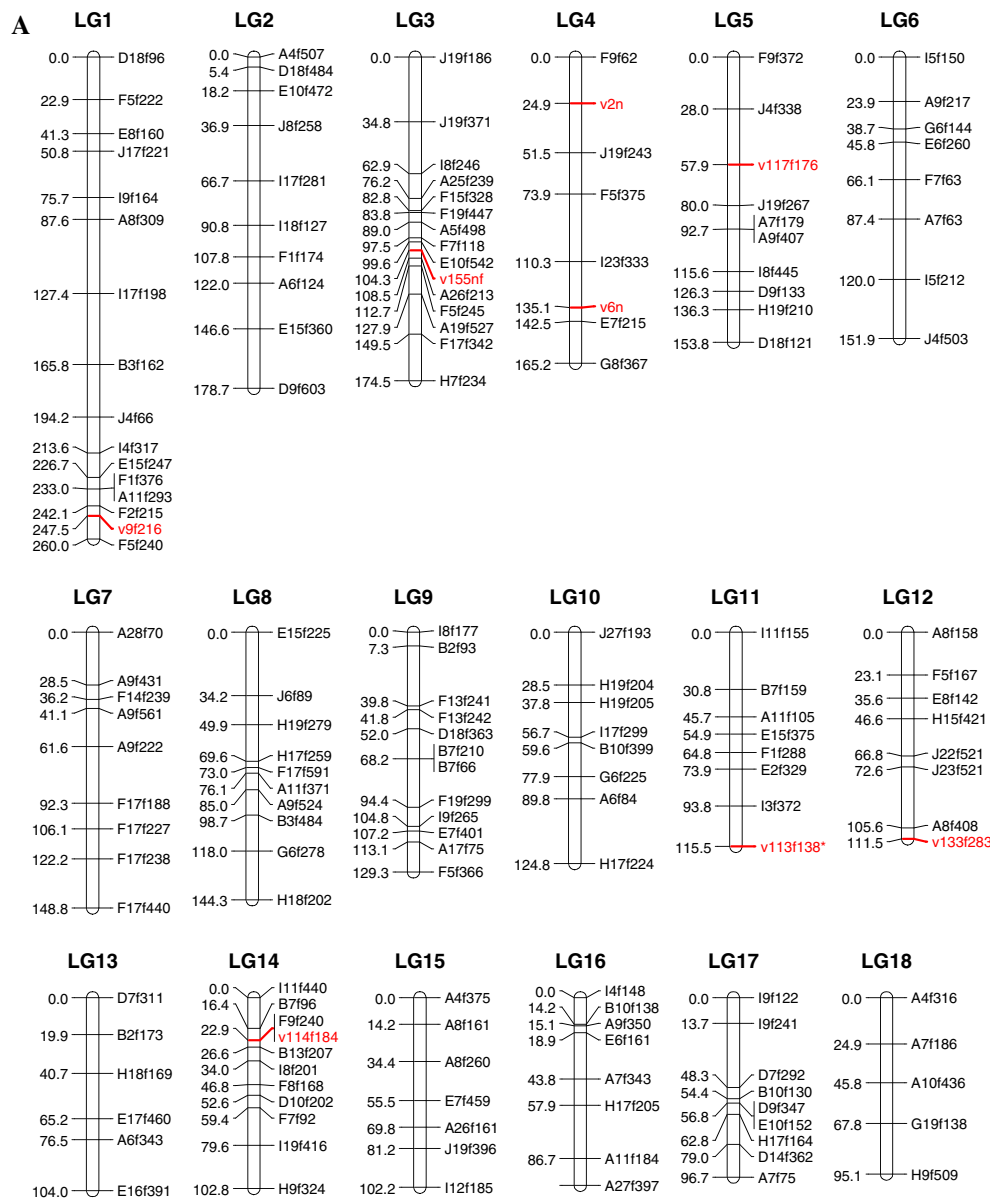 A
LG1
0.0 D18f96
22.9 F5f222
41.3 E8f160
50.8 J17f221
75.7 I9f164
87.6 A8f309
127.4 I17f198
165.8 B3f162
194.2 J4f66
213.6 I4f317
226.7 E15f247
233.0 F1f376
A11f293
242.1 F2f215
247.5 v9f216
260.0 F5f240
LG2
0.0 A4f507
5.4 D18f484
18.2 E10f472
36.9 J8f258
66.7 I17f281
90.8 I18f127
107.8 F1f174
122.0 A6f124
146.6 E15f360
178.7 D9f603
LG3
0.0 J19f186
34.8 J19f371
62.9 I8f246
76.2 A25f239
82.8 F15f328
83.8 F19f447
89.0 A5f498
97.5 F7f118
99.6 E10f542
104.3 v155nf
108.5 A26f213
112.7 F5f245
127.9 A19f527
149.5 F17f342
174.5 H7f234
LG4
0.0 F9f62
24.9 v2n
51.5 J19f243
73.9 F5f375
110.3 I23f333
135.1 v6n
142.5 E7f215
165.2 G8f367
LG5
0.0 F9f372
28.0 J4f338
57.9 v117f176
80.0 J19f267
92.7 A7f179
A9f407
115.6 I8f445
126.3 D9f133
136.3 H19f210
153.8 D18f121
LG6
0.0 I5f150
23.9 A9f217
38.7 G6f144
45.8 E6f260
66.1 F7f63
87.4 A7f63
120.0 I5f212
151.9 J4f503
LG7
0.0 A28f70
28.5 A9f431
36.2 F14f239
41.1 A9f561
61.6 A9f222
92.3 F17f188
106.1 F17f227
122.2 F17f238
148.8 F17f440
LG8
0.0 E15f225
34.2 J6f89
49.9 H19f279
69.6 H17f259
73.0 F17f591
76.1 A11f371
85.0 A9f524
98.7 B3f484
118.0 G6f278
144.3 H18f202
LG9
0.0 I8f177
7.3 B2f93
39.8 F13f241
41.8 F13f242
52.0 D18f363
68.2 B7f210
B7f66
94.4 F19f299
104.8 I9f265
107.2 E7f401
113.1 A17f75
129.3 F5f366
LG10
0.0 J27f193
28.5 H19f204
37.8 H19f205
56.7 I17f299
59.6 B10f399
77.9 G6f225
89.8 A6f84
124.8 H17f224
LG11
0.0 I11f155
30.8 B7f159
45.7 A11f105
54.9 E15f375
64.8 F1f288
73.9 E2f329
93.8 I3f372
115.5 v113f138*
LG12
0.0 A8f158
23.1 F5f167
35.6 E8f142
46.6 H15f421
66.8 J22f521
72.6 J23f521
105.6 A8f408
111.5 v133f283
LG13
0.0 D7f311
19.9 B2f173
40.7 H18f169
65.2 E17f460
76.5 A6f343
104.0 E16f391
LG14
0.0 I11f440
16.4 B7f96
22.9 F9f240
v114f184
26.6 B13f207
34.0 I8f201
46.8 F8f168
52.6 D10f202
59.4 F7f92
79.6 I19f416
102.8 H9f324
LG15
0.0 A4f375
14.2 A8f161
34.4 A8f260
55.5 E7f459
69.8 A26f161
81.2 J19f396
102.2 I12f185
LG16
0.0 I4f148
14.2 B10f138
15.1 A9f350
18.9 E6f161
43.8 A7f343
57.9 H17f205
86.7 A11f184
A27f397
LG17
0.0 I9f122
13.7 I9f241
48.3 D7f292
54.4 B10f130
56.8 D9f347
E10f152
62.8 H17f164
79.0 D14f362
96.7 A7f75
LG18
0.0 A4f316
24.9 A7f186
45.8 A10f436
67.8 G19f138
95.1 H9f509